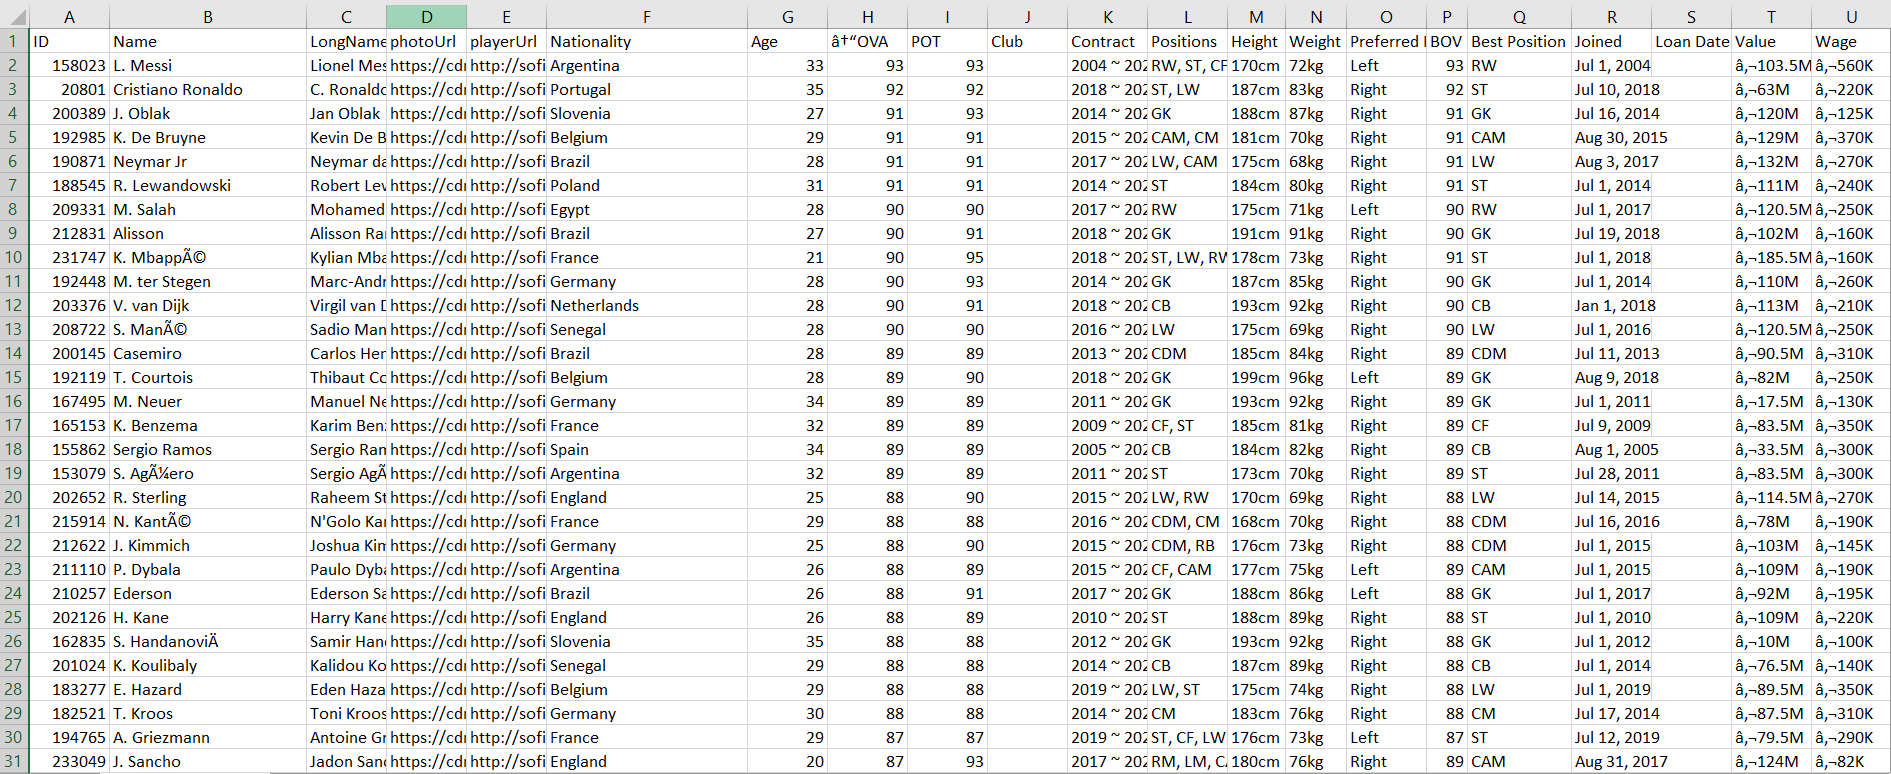 A B C D E F G H I J K L M N O P Q R S T U
1 ID Name LongName photoUrl playerUrl Nationality Age â†“OVA POT Club Contract Positions Height Weight Preferred BOV Best Position Joined Loan Date Value Wage
2 158023 L. Messi Lionel Mes https://cdn http://sofi Argentina 33 93 93 2004 ~ 202 RW, ST, CF 170cm 72kg Left 93 RW Jul 1, 2004 â‚¬103.5M â‚¬560K
3 20801 Cristiano Ronaldo C. Ronaldo https://cdn http://sofi Portugal 35 92 92 2018 ~ 202 ST, LW 187cm 83kg Right 92 ST Jul 10, 2018 â‚¬63M â‚¬220K
4 200389 J. Oblak Jan Oblak https://cdn http://sofi Slovenia 27 91 93 2014 ~ 202 GK 188cm 87kg Right 91 GK Jul 16, 2014 â‚¬120M â‚¬125K
5 192985 K. De Bruyne Kevin De B https://cdn http://sofi Belgium 29 91 91 2015 ~ 202 CAM, CM 181cm 70kg Right 91 CAM Aug 30, 2015 â‚¬129M â‚¬370K
6 190871 Neymar Jr Neymar da https://cdn http://sofi Brazil 28 91 91 2017 ~ 202 LW, CAM 175cm 68kg Right 91 LW Aug 3, 2017 â‚¬132M â‚¬270K
7 188545 R. Lewandowski Robert Lev https://cdn http://sofi Poland 31 91 91 2014 ~ 202 ST 184cm 80kg Right 91 ST Jul 1, 2014 â‚¬111M â‚¬240K
8 209331 M. Salah Mohamed https://cdn http://sofi Egypt 28 90 90 2017 ~ 202 RW 175cm 71kg Left 90 RW Jul 1, 2017 â‚¬120.5M â‚¬250K
9 212831 Alisson Alisson Ra https://cdn http://sofi Brazil 27 90 91 2018 ~ 202 GK 191cm 91kg Right 90 GK Jul 19, 2018 â‚¬102M â‚¬160K
10 231747 K. MbappÃ© Kylian Mba https://cdn http://sofi France 21 90 95 2018 ~ 202 ST, LW, RW 178cm 73kg Right 91 ST Jul 1, 2018 â‚¬185.5M â‚¬160K
11 192448 M. ter Stegen Marc-Andr https://cdn http://sofi Germany 28 90 93 2014 ~ 202 GK 187cm 85kg Right 90 GK Jul 1, 2014 â‚¬110M â‚¬260K
12 203376 V. van Dijk Virgil van D https://cdn http://sofi Netherlands 28 90 91 2018 ~ 202 CB 193cm 92kg Right 90 CB Jan 1, 2018 â‚¬113M â‚¬210K
13 208722 S. ManÃ© Sadio Man https://cdn http://sofi Senegal 28 90 90 2016 ~ 202 LW 175cm 69kg Right 90 LW Jul 1, 2016 â‚¬120.5M â‚¬250K
14 200145 Casemiro Carlos Her https://cdn http://sofi Brazil 28 89 89 2013 ~ 202 CDM 185cm 84kg Right 89 CDM Jul 11, 2013 â‚¬90.5M â‚¬310K
15 192119 T. Courtois Thibaut Co https://cdn http://sofi Belgium 28 89 90 2018 ~ 202 GK 199cm 96kg Left 89 GK Aug 9, 2018 â‚¬82M â‚¬250K
16 167495 M. Neuer Manuel Ne https://cdn http://sofi Germany 34 89 89 2011 ~ 202 GK 193cm 92kg Right 89 GK Jul 1, 2011 â‚¬17.5M â‚¬130K
17 165153 K. Benzema Karim Ben https://cdn http://sofi France 32 89 89 2009 ~ 202 CF, ST 185cm 81kg Right 89 CF Jul 9, 2009 â‚¬83.5M â‚¬350K
18 155862 Sergio Ramos Sergio Ran https://cdn http://sofi Spain 34 89 89 2005 ~ 202 CB 184cm 82kg Right 89 CB Aug 1, 2005 â‚¬33.5M â‚¬300K
19 153079 S. AgÃ¼ero Sergio AgÃ https://cdn http://sofi Argentina 32 89 89 2011 ~ 202 ST 173cm 70kg Right 89 ST Jul 28, 2011 â‚¬83.5M â‚¬300K
20 202652 R. Sterling Raheem St https://cdn http://sofi England 25 88 90 2015 ~ 202 LW, RW 170cm 69kg Right 88 LW Jul 14, 2015 â‚¬114.5M â‚¬270K
21 215914 N. KantÃ© N'Golo Kan https://cdn http://sofi France 29 88 88 2016 ~ 202 CDM, CM 168cm 70kg Right 88 CDM Jul 16, 2016 â‚¬78M â‚¬190K
22 212622 J. Kimmich Joshua Kim https://cdn http://sofi Germany 25 88 90 2015 ~ 202 CDM, RB 176cm 73kg Right 88 CDM Jul 1, 2015 â‚¬103M â‚¬145K
23 211110 P. Dybala Paulo Dyba https://cdn http://sofi Argentina 26 88 89 2015 ~ 202 CF, CAM 177cm 75kg Left 89 CAM Jul 1, 2015 â‚¬109M â‚¬190K
24 210257 Ederson Ederson Sa https://cdn http://sofi Brazil 26 88 91 2017 ~ 202 GK 188cm 86kg Left 88 GK Jul 1, 2017 â‚¬92M â‚¬195K
25 202126 H. Kane Harry Kane https://cdn http://sofi England 26 88 89 2010 ~ 202 ST 188cm 89kg Right 88 ST Jul 1, 2010 â‚¬109M â‚¬220K
26 162835 S. HandanoviÄ Samir Han https://cdn http://sofi Slovenia 35 88 88 2012 ~ 202 GK 193cm 92kg Right 88 GK Jul 1, 2012 â‚¬10M â‚¬100K
27 201024 K. Koulibaly Kalidou Ko https://cdn http://sofi Senegal 29 88 88 2014 ~ 202 CB 187cm 89kg Right 88 CB Jul 1, 2014 â‚¬76.5M â‚¬140K
28 183277 E. Hazard Eden Haza https://cdn http://sofi Belgium 29 88 88 2019 ~ 202 LW, ST 175cm 74kg Right 88 LW Jul 1, 2019 â‚¬89.5M â‚¬350K
29 182521 T. Kroos Toni Kroos https://cdn http://sofi Germany 30 88 88 2014 ~ 202 CM 183cm 76kg Right 88 CM Jul 17, 2014 â‚¬87.5M â‚¬310K
30 194765 A. Griezmann Antoine Gr https://cdn http://sofi France 29 87 87 2019 ~ 202 ST, CF, LW 176cm 73kg Left 87 ST Jul 12, 2019 â‚¬79.5M â‚¬290K
31 233049 J. Sancho Jadon Sanc https://cdn http://sofi England 20 87 93 2017 ~ 202 RM, LM, CA 180cm 76kg Right 89 CAM Aug 31, 2017 â‚¬124M â‚¬82K